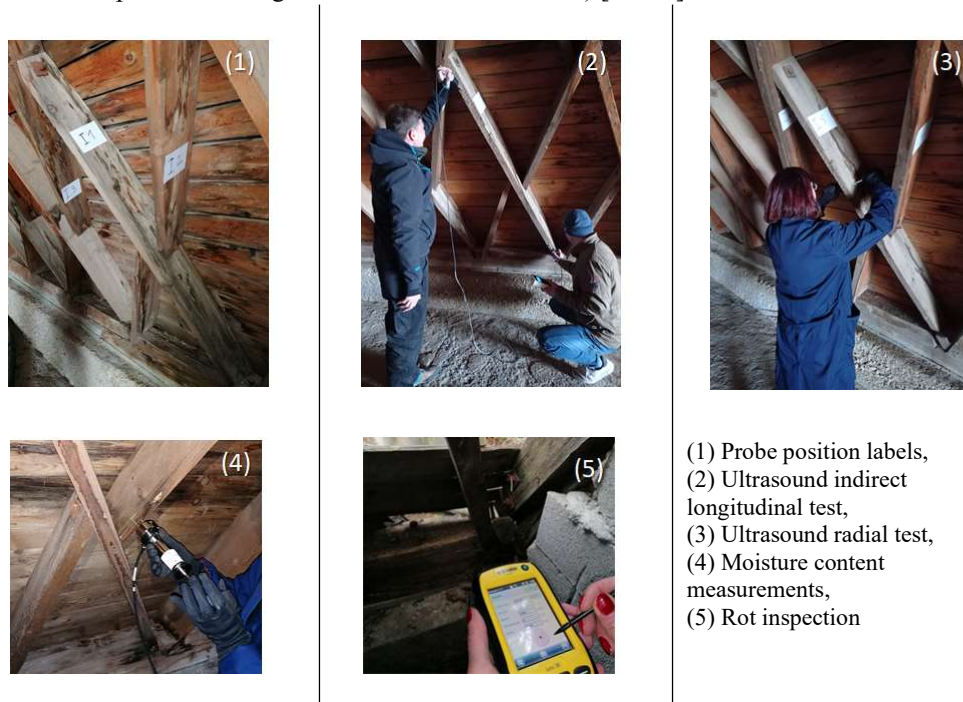 (1)
(2)
(3)
I1
(4)
(5)
(1) Probe position labels,
(2) Ultrasound indirect
longitudinal test,
(3) Ultrasound radial test,
(4) Moisture content
measurements,
(5) Rot inspection